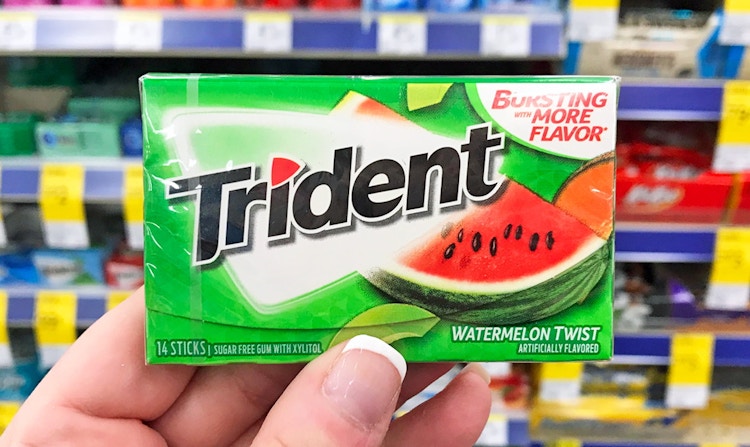 BURSTING
WITH MORE
FLAVOR*
Trident
WATERMELON TWIST
ARTIFICIALLY FLAVORED
14 STICKS | SUGAR FREE GUM WITH XYLITOL